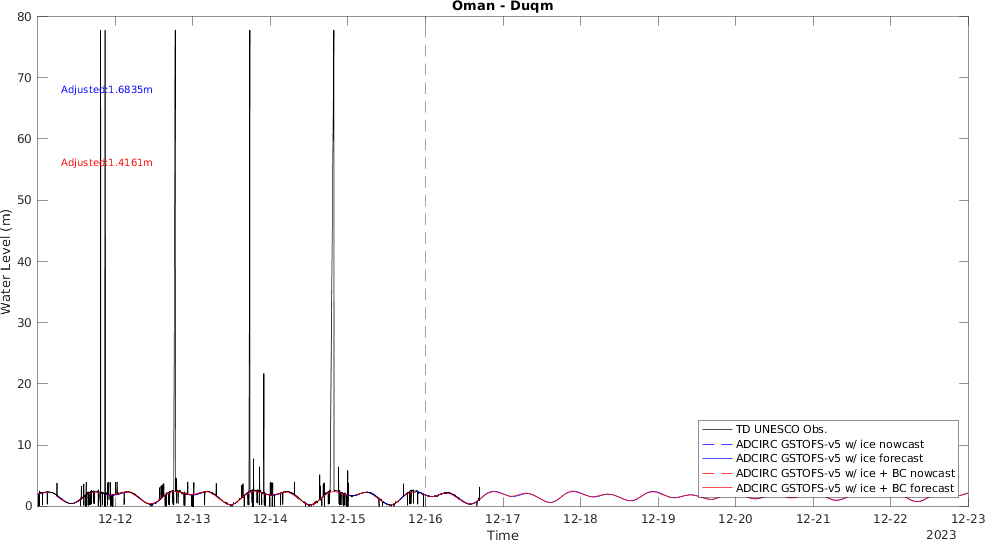 Oman - Duqm
80
70
60
50
40
30
20
10
0
Water Level (m)
Adjusted:1.6835m
Adjusted:1.4161m
TD UNESCO Obs.
ADCIRC GSTOFS-v5 w/ ice nowcast
ADCIRC GSTOFS-v5 w/ ice forecast
ADCIRC GSTOFS-v5 w/ ice + BC nowcast
ADCIRC GSTOFS-v5 w/ ice + BC forecast
12-12 12-13 12-14 12-15 12-16 12-17 12-18 12-19 12-20 12-21 12-22 12-23
Time
2023